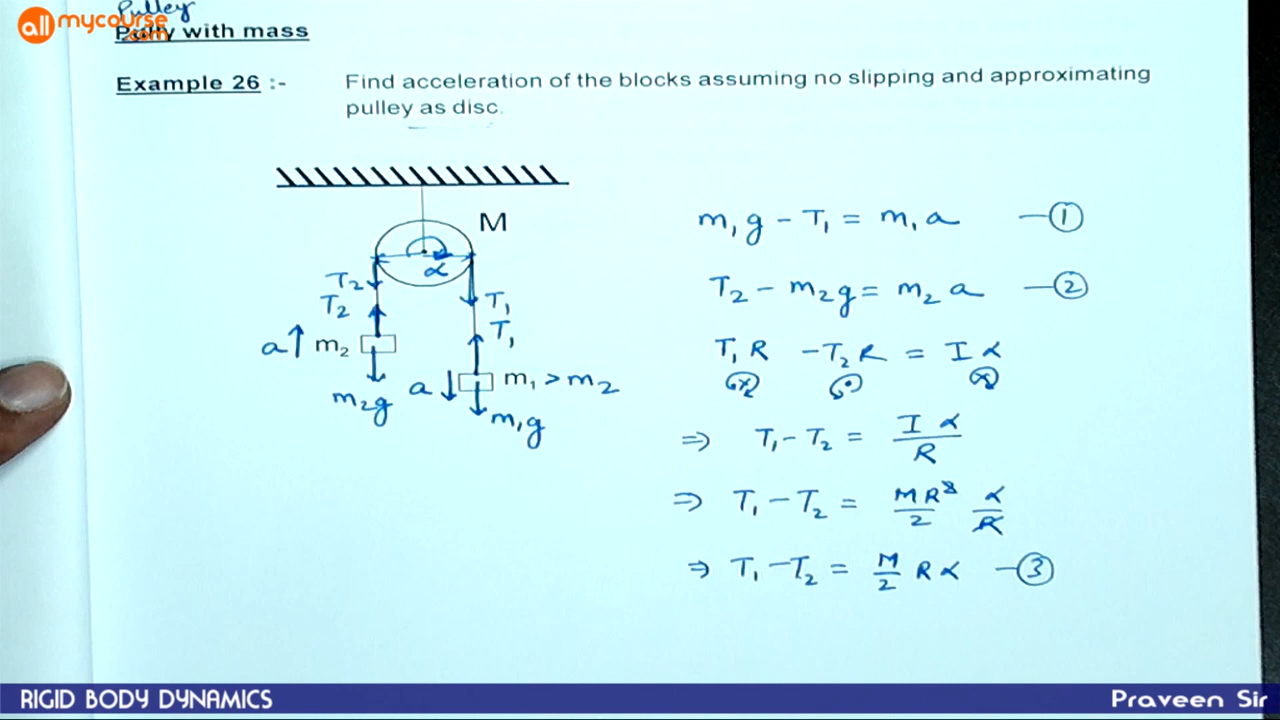 allmycourse.com
Pulley
Pully with mass
Example 26 :- Find acceleration of the blocks assuming no slipping and approximating
pulley as disc.
M
α
T₂ T₁
T₂ T₁
a m₂ a m₁ > m₂
m₂g m₁g
m₁g - T₁ = m₁a —①
T₂ - m₂g = m₂a —②
T₁R - T₂R = Iα
⊗ ⊙ ⊗
⇒ T₁ - T₂ = Iα/R
⇒ T₁ - T₂ = MR²/2 α/R
⇒ T₁ - T₂ = M/2 Rα —③
RIGID BODY DYNAMICS Praveen Sir